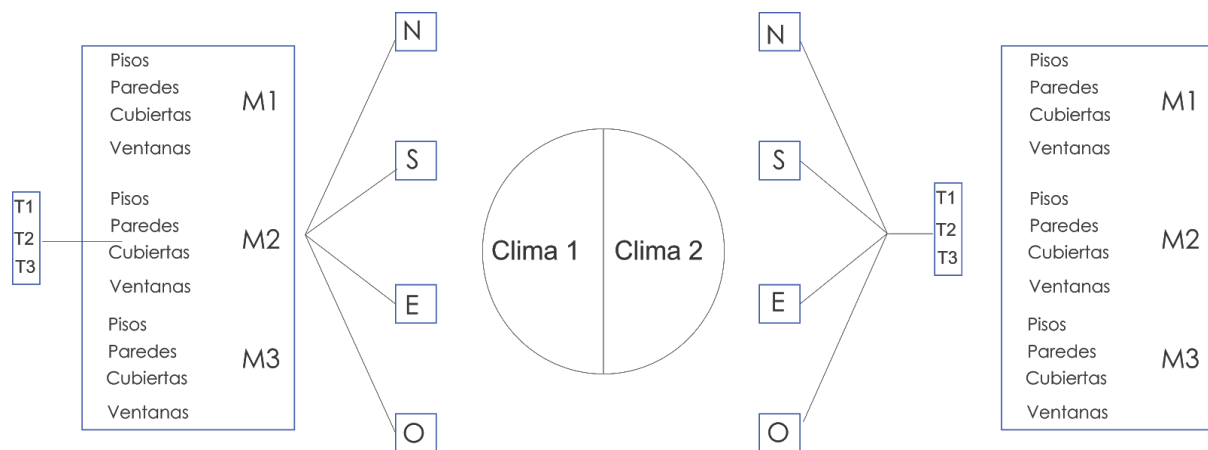 T1
T2
T3
Pisos
Paredes
Cubiertas
Ventanas
M1
Pisos
Paredes
Cubiertas
Ventanas
M2
Pisos
Paredes
Cubiertas
Ventanas
M3
N
S
E
O
Clima 1
Clima 2
N
S
E
O
T1
T2
T3
Pisos
Paredes
Cubiertas
Ventanas
M1
Pisos
Paredes
Cubiertas
Ventanas
M2
Pisos
Paredes
Cubiertas
Ventanas
M3